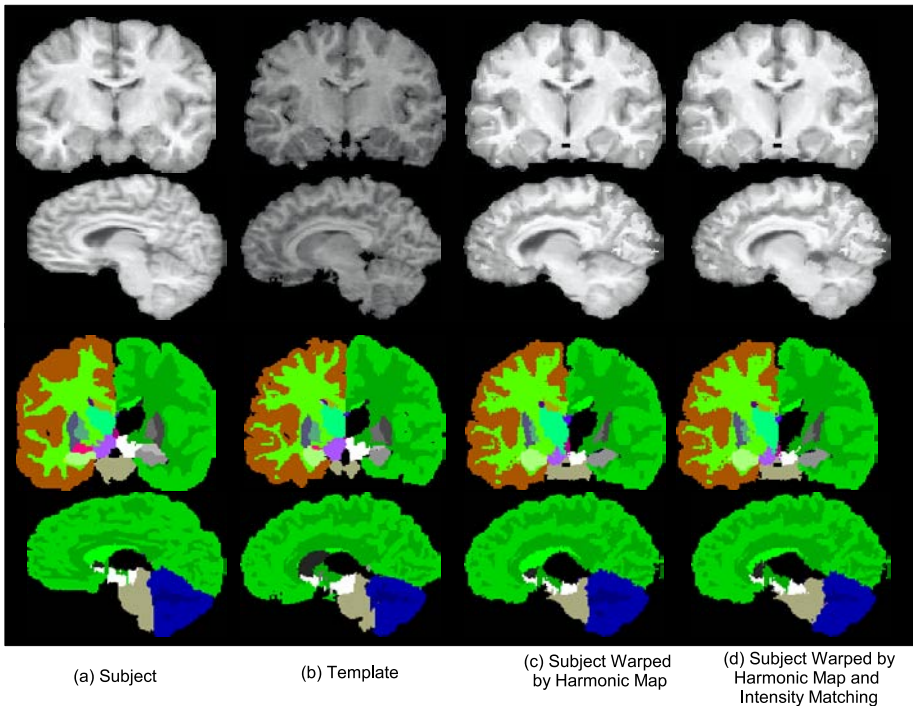 (a) Subject
(b) Template
(c) Subject Warped
by Harmonic Map
(d) Subject Warped by
Harmonic Map and
Intensity Matching